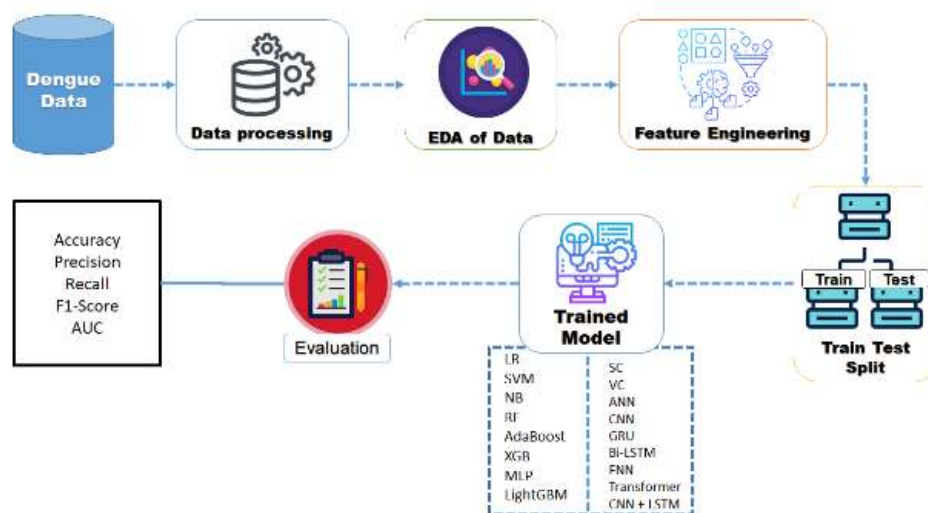 Dengue
Data
Data processing
EDA of Data
Feature Engineering
Train
Test
Train Test
Split
Trained
Model
LR
SVM
NB
RF
AdaBoost
XGB
MLP
LightGBM
SC
VC
ANN
CNN
GRU
Bi-LSTM
FNN
Transformer
CNN + LSTM
Evaluation
Accuracy
Precision
Recall
F1-Score
AUC